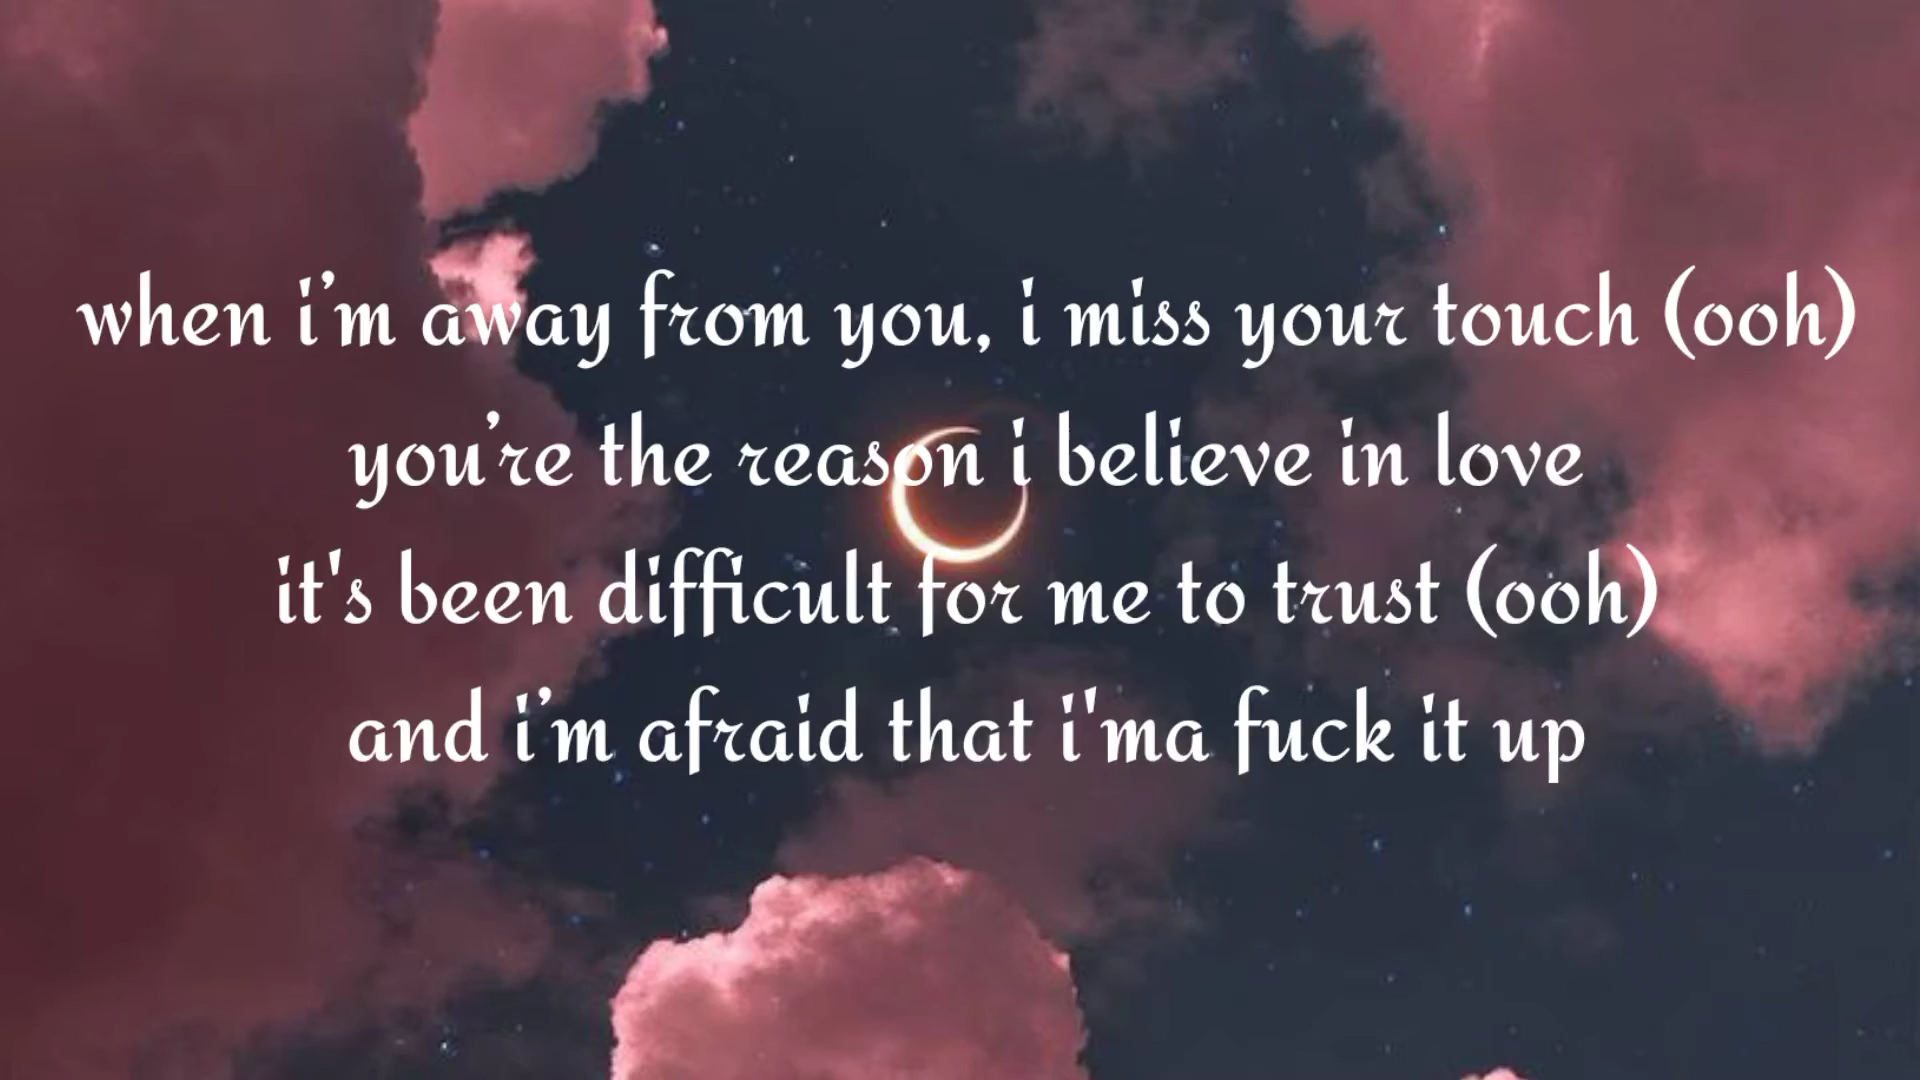 when i’m away from you, i miss your touch (ooh)
you’re the reason i believe in love
it's been difficult for me to trust (ooh)
and i’m afraid that i'ma fuck it up